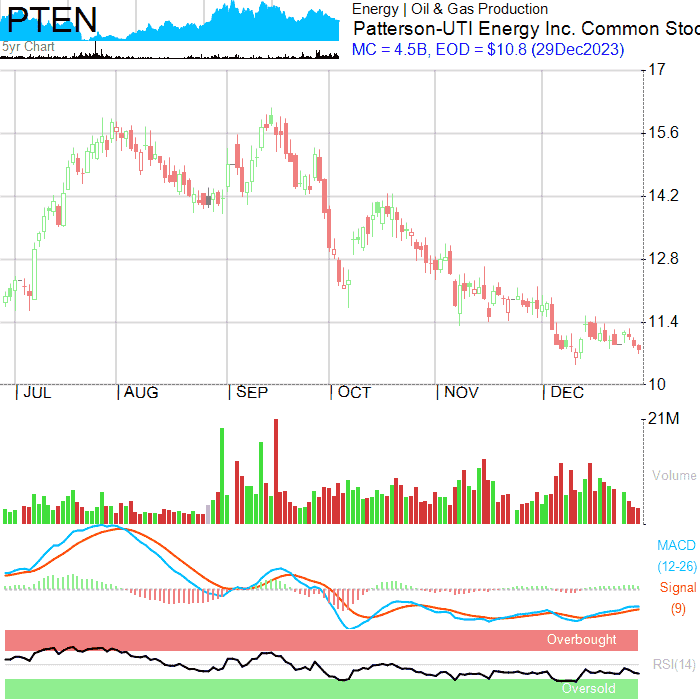 PTEN
5yr Chart
Energy | Oil & Gas Production
Patterson-UTI Energy Inc. Common Stoc
MC = 4.5B, EOD = $10.8 (29Dec2023)
17
15.6
14.2
12.8
11.4
10
JUL AUG SEP OCT NOV DEC
21M
Volume
MACD
(12-26)
Signal
(9)
Overbought
RSI(14)
Oversold